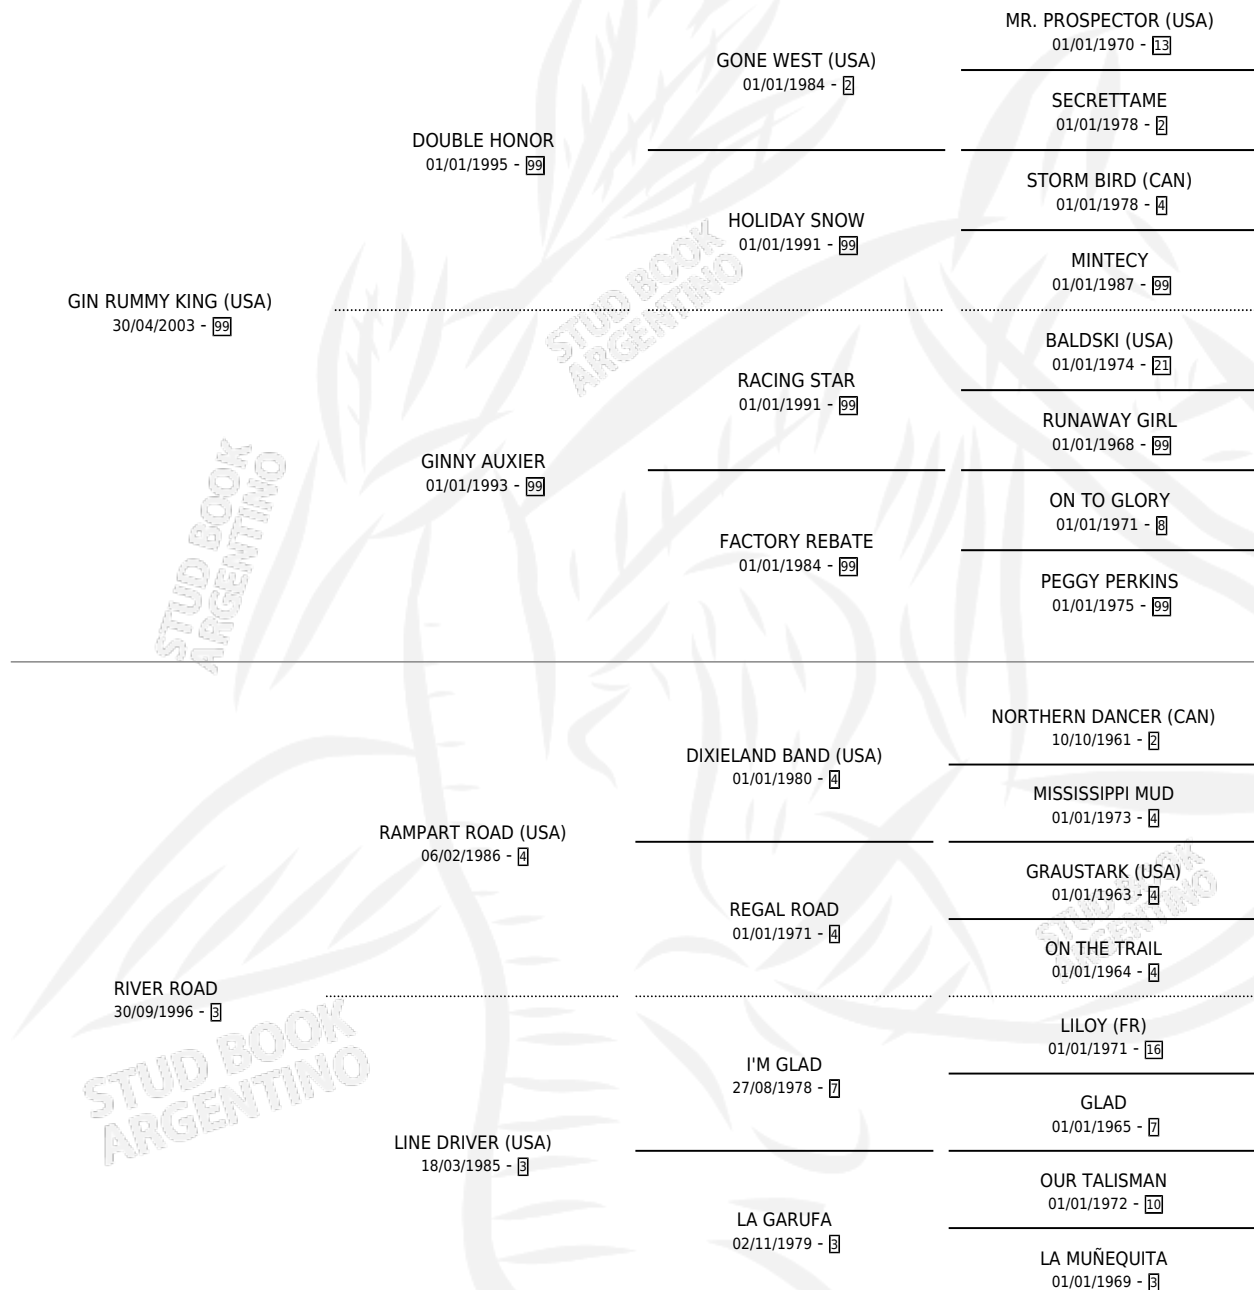 MR. PROSPECTOR (USA)
01/01/1970 - 13
GONE WEST (USA)
01/01/1984 - 2
SECRETTAME
01/01/1978 - 2
DOUBLE HONOR
01/01/1995 - 99
STORM BIRD (CAN)
01/01/1978 - 4
HOLIDAY SNOW
01/01/1991 - 99
MINTECY
01/01/1987 - 99
GIN RUMMY KING (USA)
30/04/2003 - 99
STUD BOOK
ARGENTINO
BALDSKI (USA)
01/01/1974 - 21
RACING STAR
01/01/1991 - 99
RUNAWAY GIRL
01/01/1968 - 99
GINNY AUXIER
01/01/1993 - 99
ON TO GLORY
01/01/1971 - 8
FACTORY REBATE
01/01/1984 - 99
PEGGY PERKINS
01/01/1975 - 99
STUD BOOK
ARGENTINO
NORTHERN DANCER (CAN)
10/10/1961 - 2
DIXIELAND BAND (USA)
01/01/1980 - 4
MISSISSIPPI MUD
01/01/1973 - 4
RAMPART ROAD (USA)
06/02/1986 - 4
GRAUSTARK (USA)
01/01/1963 - 4
STUD BOOK
ARGENTINO
REGAL ROAD
01/01/1971 - 4
ON THE TRAIL
01/01/1964 - 4
RIVER ROAD
30/09/1996 - 3
STUD BOOK
ARGENTINO
LILOY (FR)
01/01/1971 - 16
I'M GLAD
27/08/1978 - 7
GLAD
01/01/1965 - 7
LINE DRIVER (USA)
18/03/1985 - 3
OUR TALISMAN
01/01/1972 - 10
LA GARUFA
02/11/1979 - 3
LA MUÑEQUITA
01/01/1969 - 3